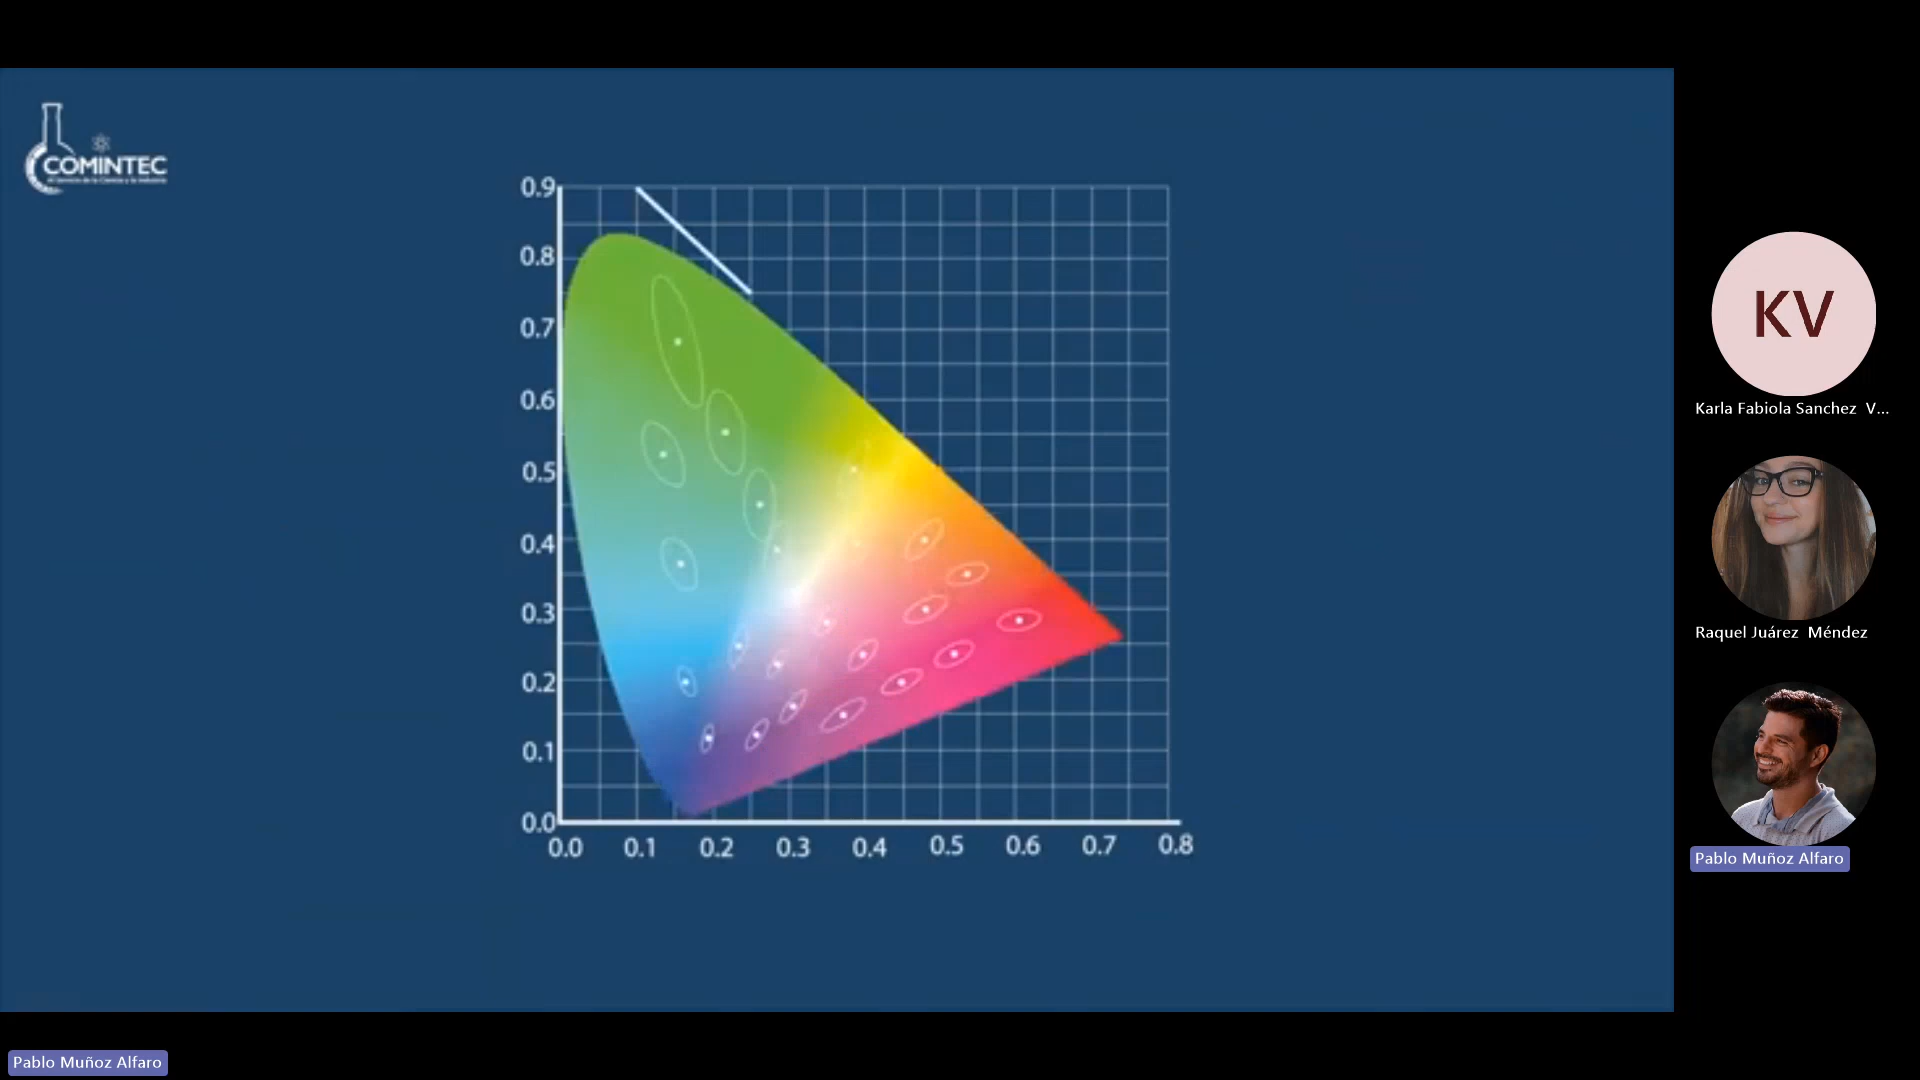 COMINTEC
0.9
0.8
0.7
0.6
0.5
0.4
0.3
0.2
0.1
0.0
0.0 0.1 0.2 0.3 0.4 0.5 0.6 0.7 0.8
KV
Karla Fabiola Sanchez V...
Raquel Juárez Méndez
Pablo Muñoz Alfaro
Pablo Muñoz Alfaro